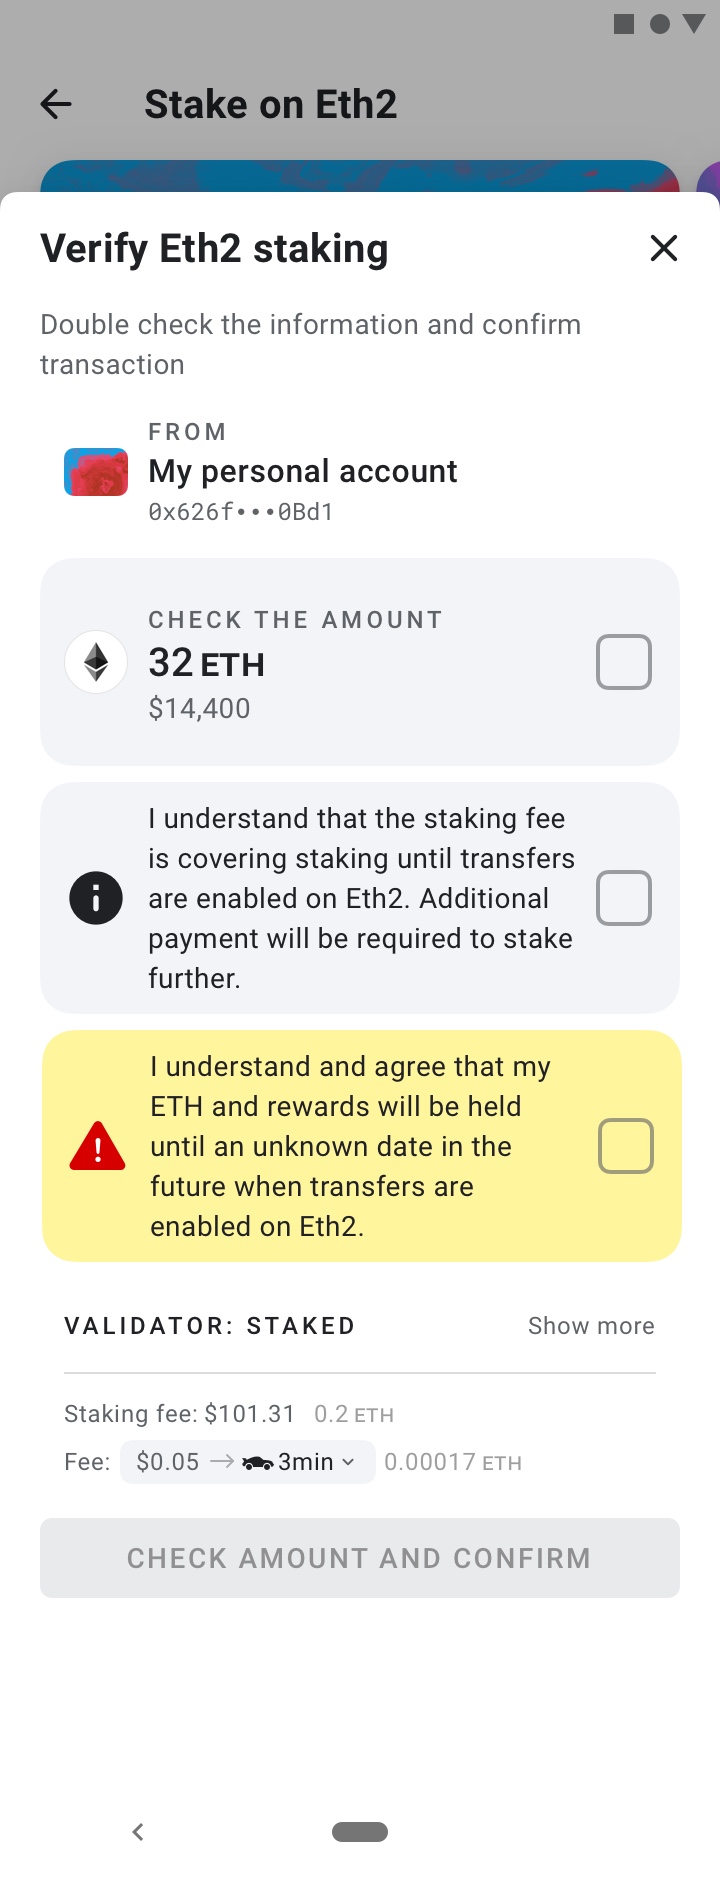 Stake on Eth2
Verify Eth2 staking
Double check the information and confirm
transaction
FROM
My personal account
0x626f•••0Bd1
CHECK THE AMOUNT
32 ETH
$14,400
I understand that the staking fee
is covering staking until transfers
are enabled on Eth2. Additional
payment will be required to stake
further.
I understand and agree that my
ETH and rewards will be held
until an unknown date in the
future when transfers are
enabled on Eth2.
VALIDATOR: STAKED Show more
Staking fee: $101.31 0.2 ETH
Fee: $0.05 → 3min 0.00017 ETH
CHECK AMOUNT AND CONFIRM